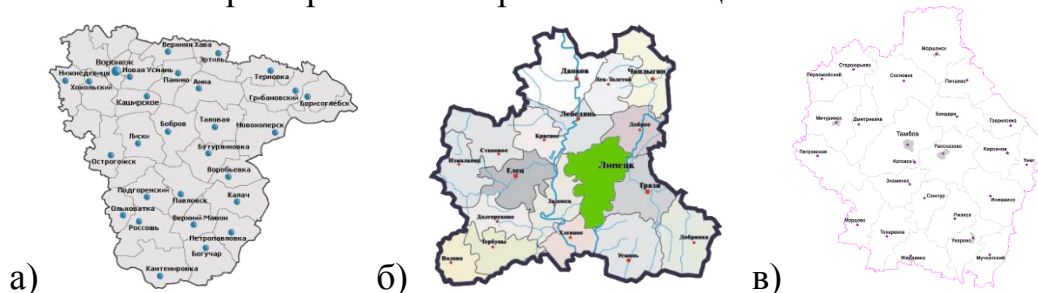 Верхняя Хава
Эртиль
Воронеж
Нижнедевицк
Новая Усмань
Панино
Анна
Терновка
Хохольский
Каширское
Грибановский
Борисоглебск
Бобров
Таловая
Новохоперск
Лиски
Острогожск
Бутурлиновка
Воробьевка
Подгоренский
Павловск
Калач
Ольховатка
Россошь
Верхний Мамон
Петропавловка
Богучар
Кантемировка
а)
Данков
Лев-Толстой
Чаплыгин
Лебедянь
Красное
Доброе
Становое
Измалково
Елец
Липецк
Грязи
Задонск
Долгоруково
Хлевное
Тербуны
Волово
Усмань
Добринка
б)
Моршанск
Староюрьево
Первомайский
Сосновка
Пичаево
Мичуринск
Дмитриевка
Бондари
Гавриловка
Тамбов
Рассказово
Петровское
Котовск
Кирсанов
Умет
Знаменка
Сампур
Инжавино
Ржакса
Мордово
Токаревка
Уварово
Жердевка
Мучкапский
в)